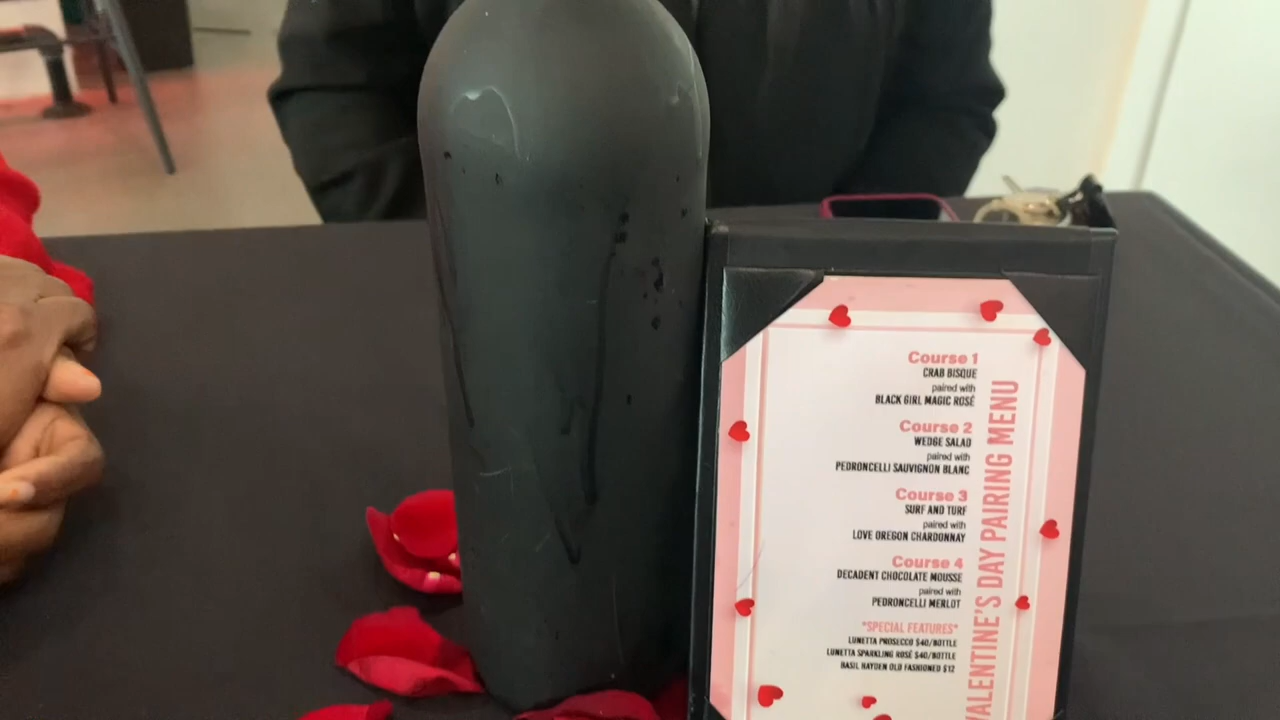 Course 1
CRAB BISQUE
paired with
BLACK GIRL MAGIC ROSÉ
Course 2
WEDGE SALAD
paired with
PEDRONCELLI SAUVIGNON BLANC
Course 3
SURF AND TURF
paired with
LOVE OREGON CHARDONNAY
Course 4
DECADENT CHOCOLATE MOUSSE
paired with
PEDRONCELLI MERLOT
*SPECIAL FEATURES*
LUNETTA PROSECCO $40/BOTTLE
LUNETTA SPARKLING ROSÉ $40/BOTTLE
BASIL HAYDEN OLD FASHIONED $12
VALENTINE'S DAY PAIRING MENU